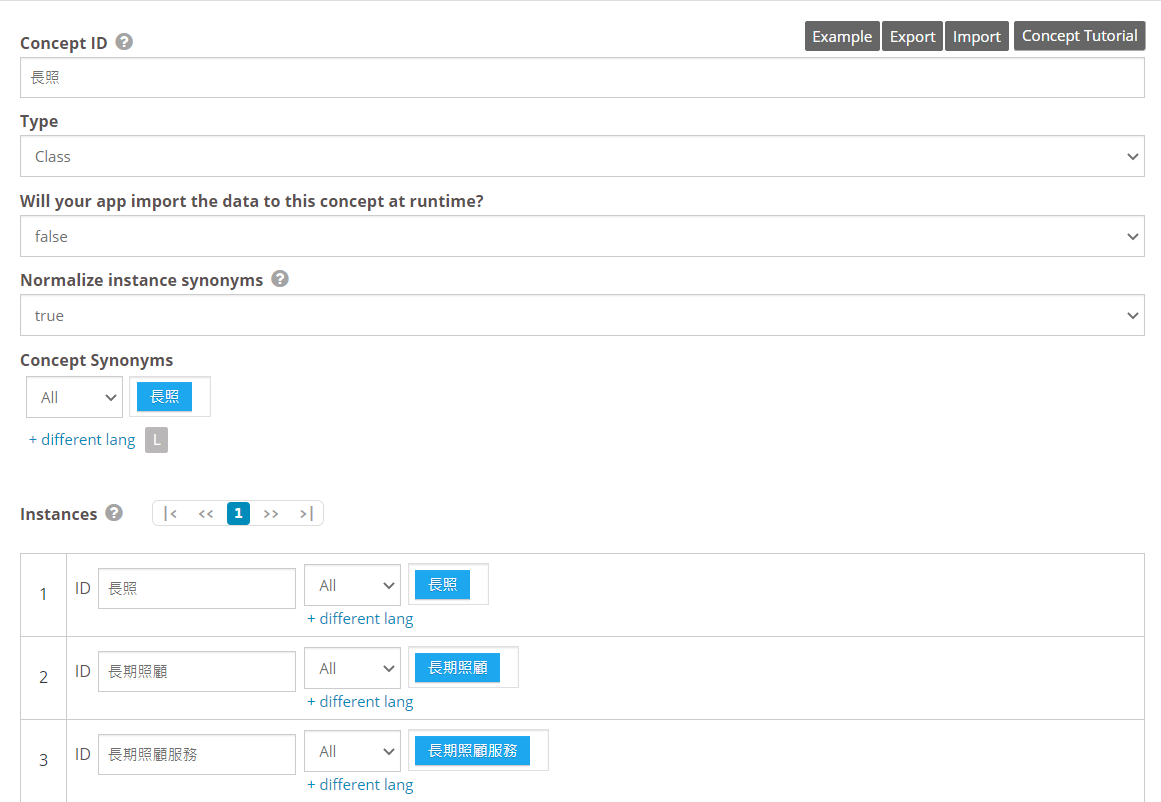 Concept ID ?
Example Export Import Concept Tutorial
長照
Type
Class
Will your app import the data to this concept at runtime?
false
Normalize instance synonyms ?
true
Concept Synonyms
All 長照
+ different lang L
Instances ? |< << 1 >> >|
1 ID 長照 All 長照
+ different lang
2 ID 長期照顧 All 長期照顧
+ different lang
3 ID 長期照顧服務 All 長期照顧服務
+ different lang